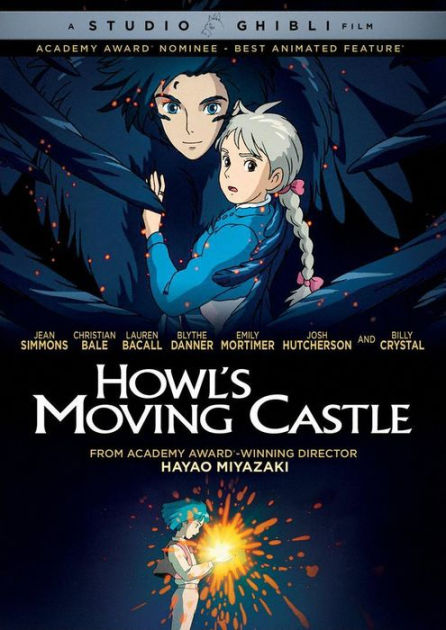 A STUDIO GHIBLI FILM
ACADEMY AWARD® NOMINEE - BEST ANIMATED FEATURE®
JEAN SIMMONS CHRISTIAN BALE LAUREN BACALL BLYTHE DANNER EMILY MORTIMER JOSH HUTCHERSON AND BILLY CRYSTAL
HOWL'S
MOVING CASTLE
FROM ACADEMY AWARD®-WINNING DIRECTOR
HAYAO MIYAZAKI